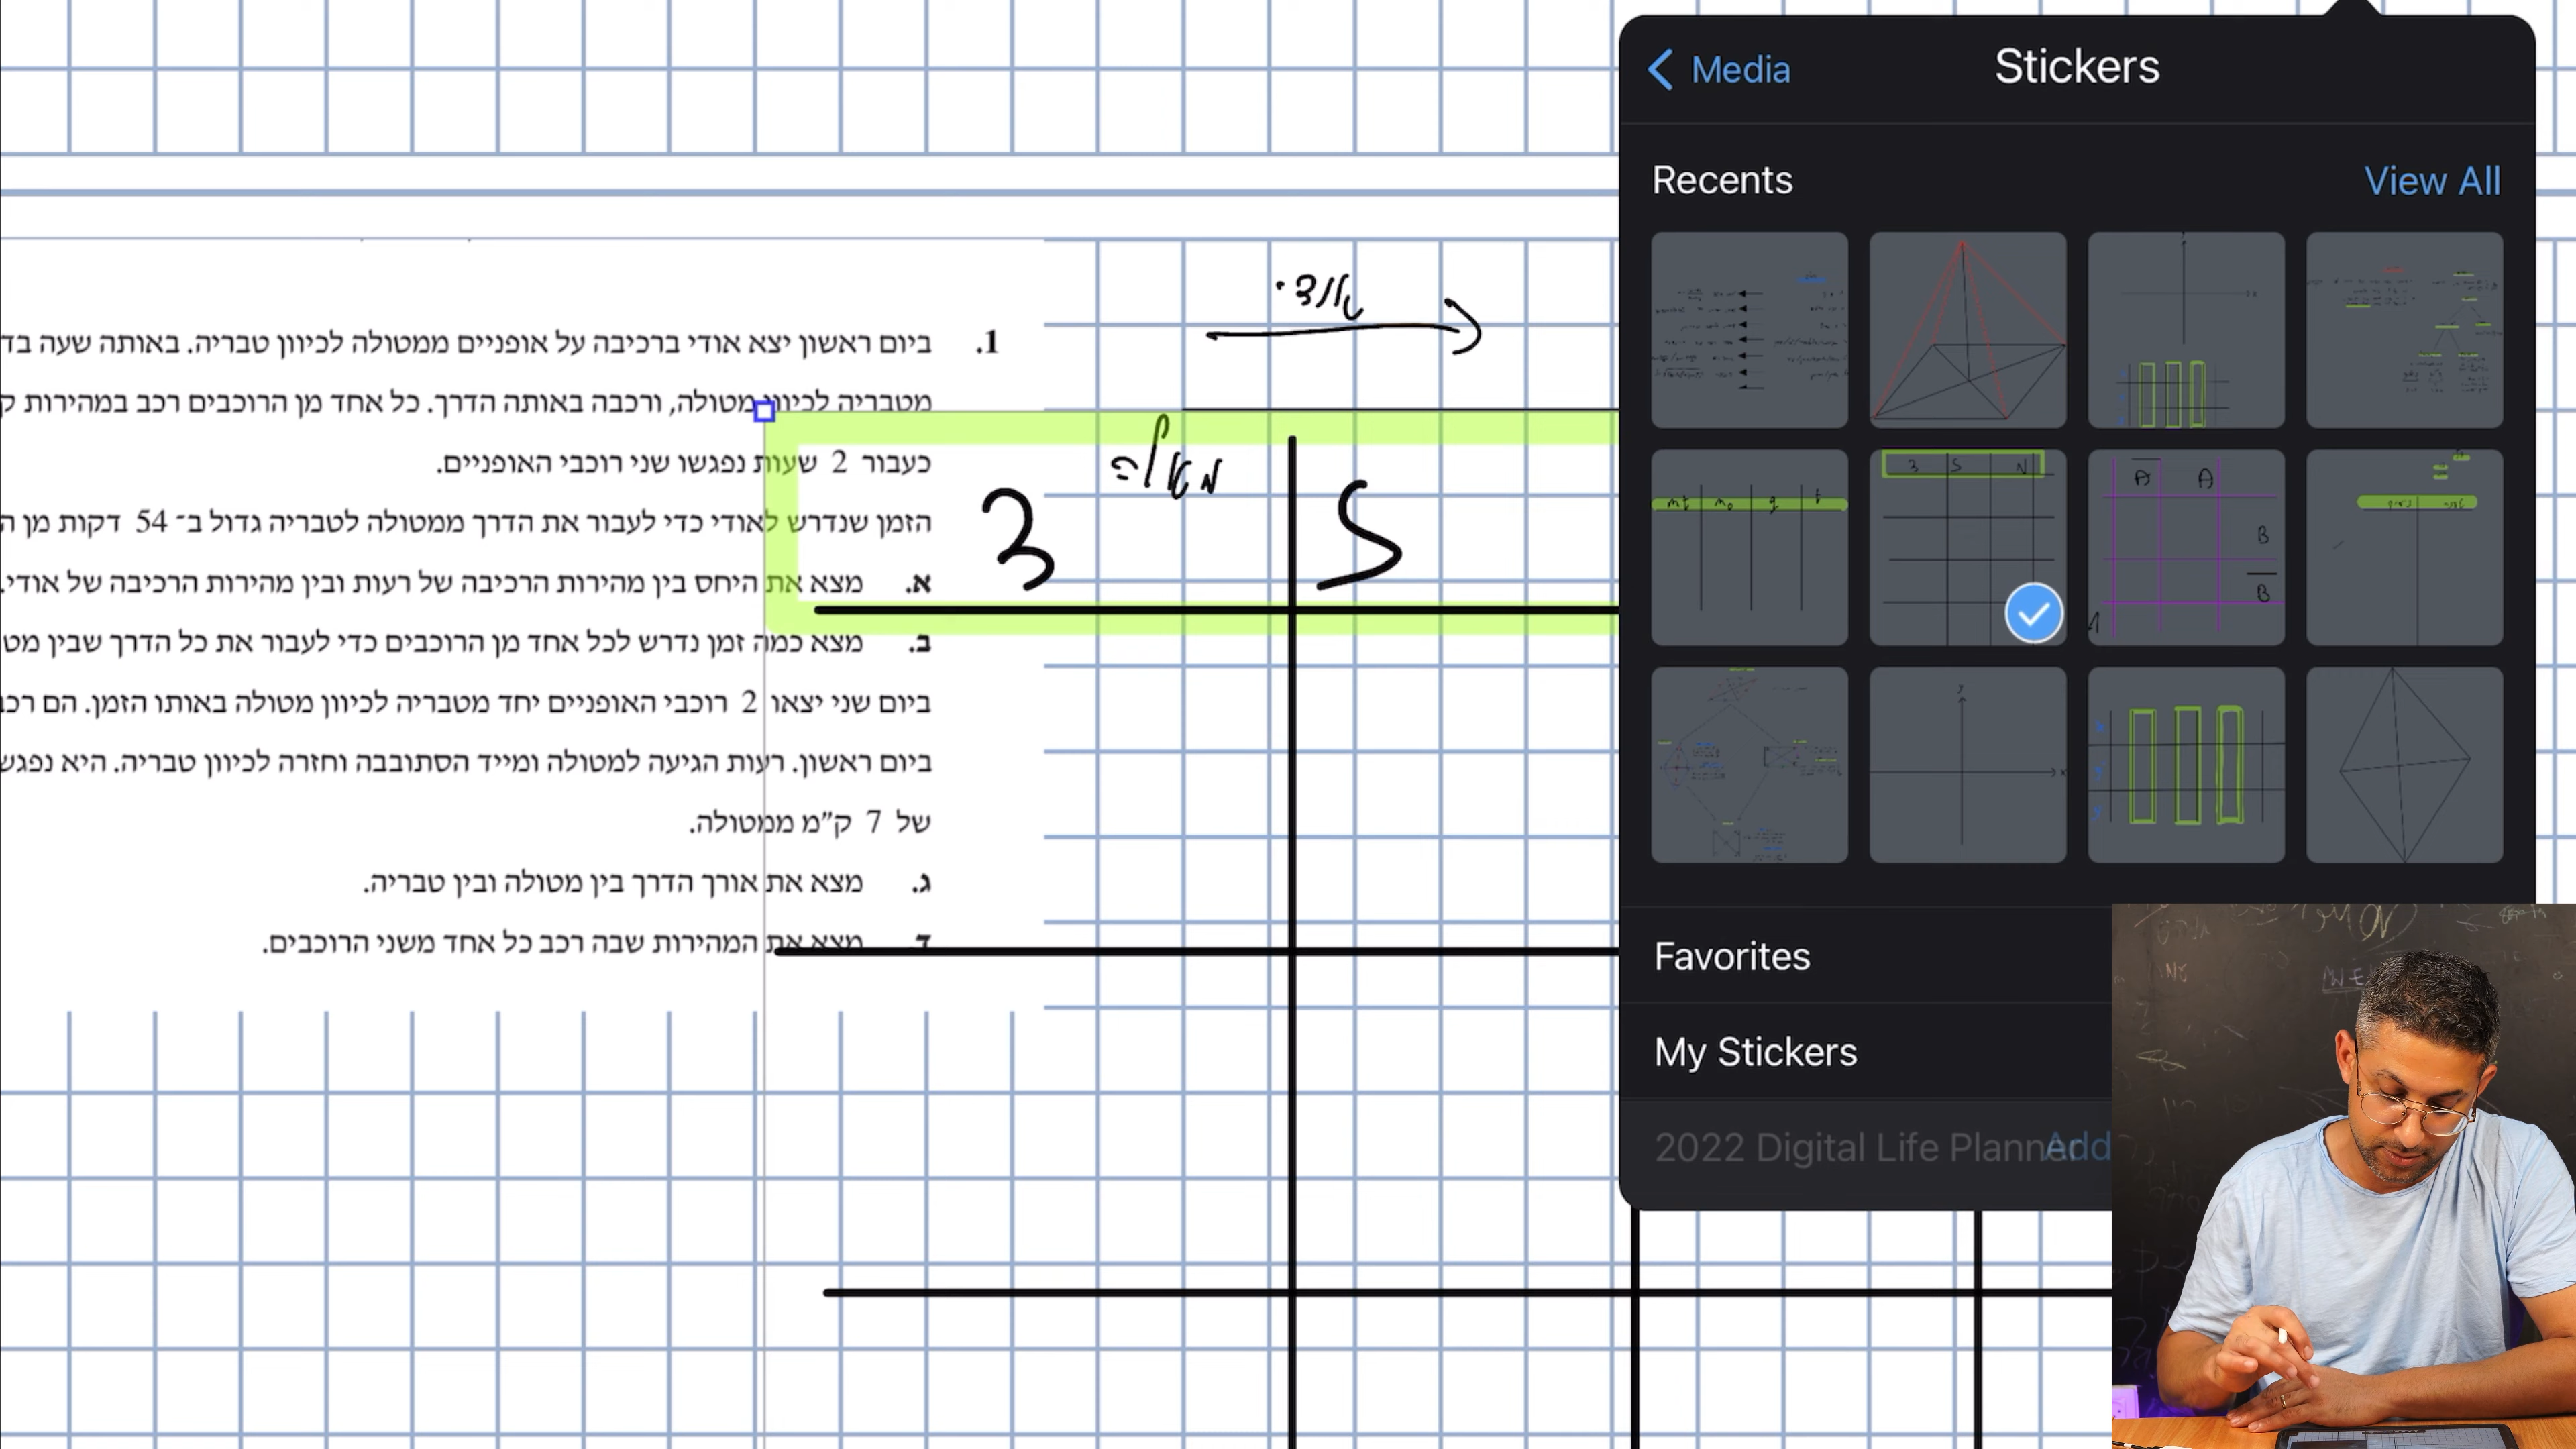 Media
Stickers
Recents
View All
אודי
1. ביום ראשון יצא אודי ברכיבה על אופניים ממטולה לכיוון טבריה. באותה שעה בד
מטבריה לכיוון מטולה, ורכבה באותה הדרך. כל אחד מן הרוכבים רכב במהירות ק
כעבור 2 שעות נפגשו שני רוכבי האופניים.
הזמן שנדרש לאודי כדי לעבור את הדרך ממטולה לטבריה גדול ב־ 54 דקות מן ה
א. מצא את היחס בין מהירות הרכיבה של רעות ובין מהירות הרכיבה של אודי.
ב. מצא כמה זמן נדרש לכל אחד מן הרוכבים כדי לעבור את כל הדרך שבין מט
ביום שני יצאו 2 רוכבי האופניים יחד מטבריה לכיוון מטולה באותו הזמן. הם רכב
ביום ראשון. רעות הגיעה למטולה ומייד הסתובבה וחזרה לכיוון טבריה. היא נפגש
של 7 ק"מ ממטולה.
ג. מצא את אורך הדרך בין מטולה ובין טבריה.
ד. מצא את המהירות שבה רכב כל אחד משני הרוכבים.
3 S
3 S N
mt m₀ q t
A A
B
B
y
x
Favorites
My Stickers
2022 Digital Life Planner
Add